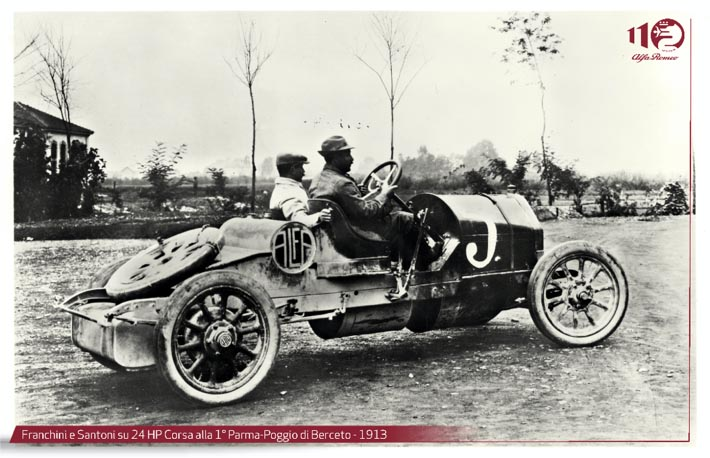 110
Alfa Romeo
ALFA
J
Franchini e Santoni su 24 HP Corsa alla 1° Parma-Poggio di Berceto - 1913